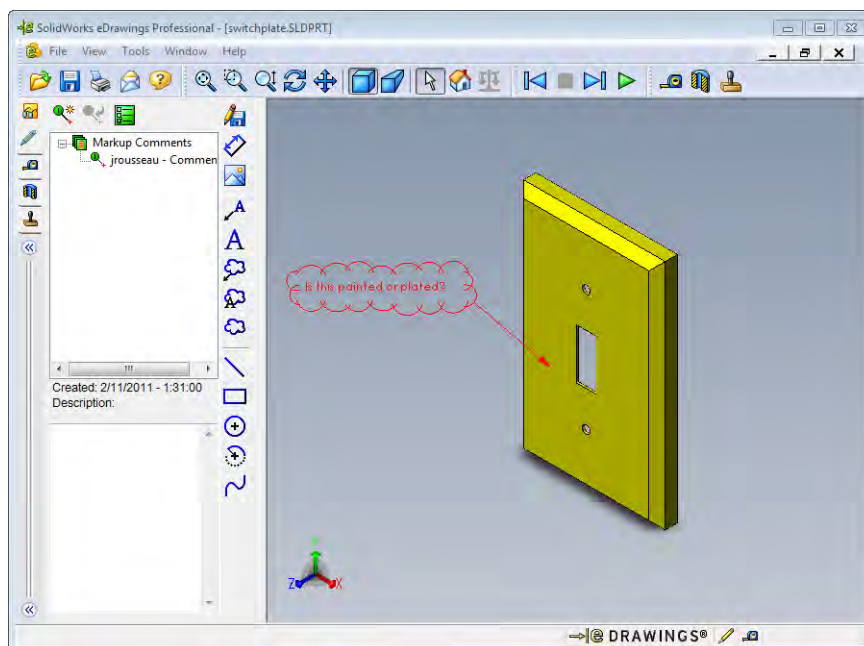 SolidWorks eDrawings Professional - [switchplate.SLDPRT]
File View Tools Window Help
Markup Comments
jrousseau - Commen
Created: 2/11/2011 - 1:31:00
Description:
Is this painted or plated?
Z X
eDRAWINGS®